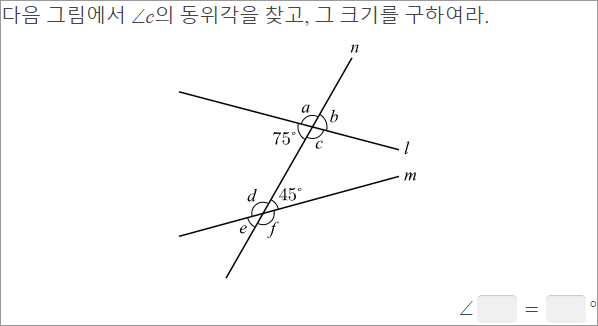 다음 그림에서 ∠c의 동위각을 찾고, 그 크기를 구하여라.
n
a b
75° c
l
m
d 45°
e f
∠ = °